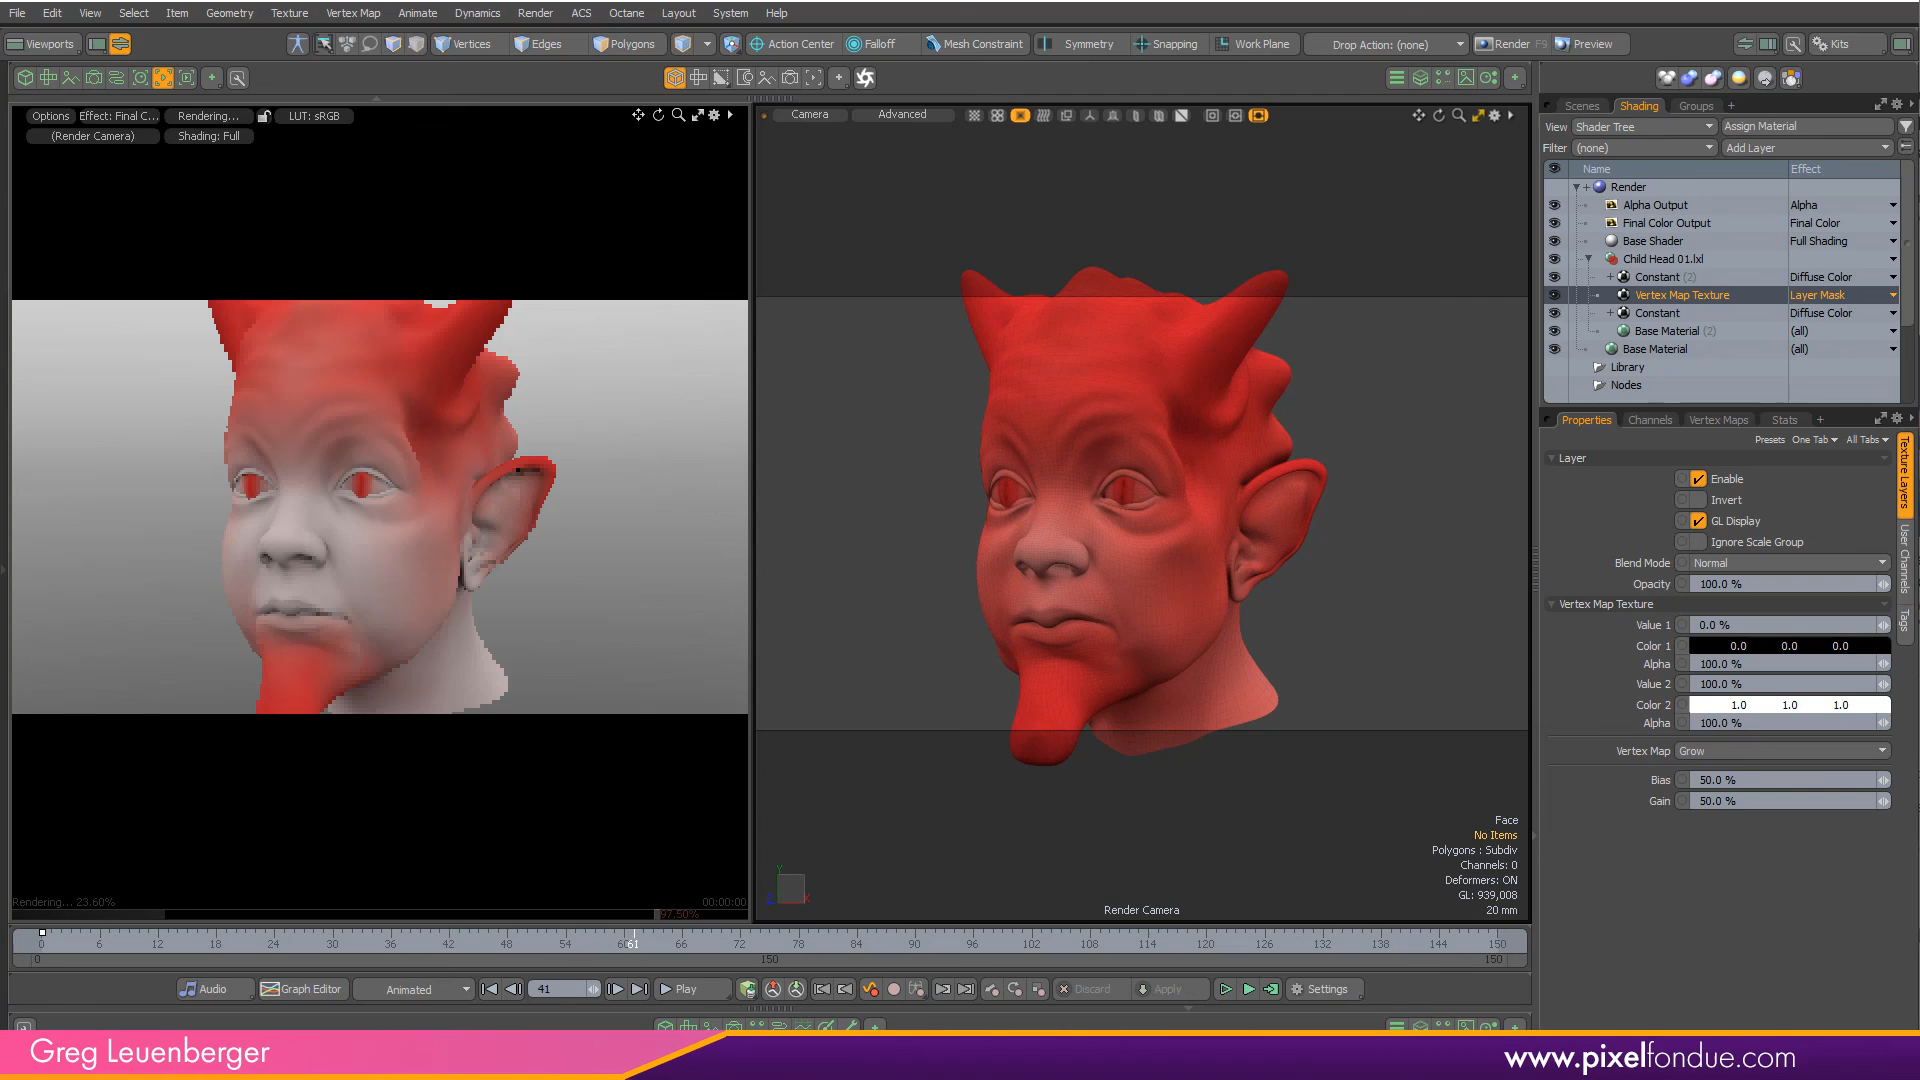 File Edit View Select Item Geometry Texture Vertex Map Animate Dynamics Render ACS Octane Layout System Help
Viewports Vertices Edges Polygons Action Center Falloff Mesh Constraint Symmetry Snapping Work Plane Drop Action: (none) Render F9 Preview Kits
Options Effect: Final C... Rendering... LUT: sRGB
(Render Camera) Shading: Full
Camera Advanced
Scenes Shading Groups
View Shader Tree Assign Material
Filter (none) Add Layer
Name Effect
Render
Alpha Output Alpha
Final Color Output Final Color
Base Shader Full Shading
Child Head 01.lxl
Constant (2) Diffuse Color
Vertex Map Texture Layer Mask
Constant Diffuse Color
Base Material (2) (all)
Base Material (all)
Library
Nodes
Properties Channels Vertex Maps Stats
Presets One Tab All Tabs
Layer
Enable
Invert
GL Display
Ignore Scale Group
Blend Mode Normal
Opacity 100.0 %
Vertex Map Texture
Value 1 0.0 %
Color 1 0.0 0.0 0.0
Alpha 100.0 %
Value 2 100.0 %
Color 2 1.0 1.0 1.0
Alpha 100.0 %
Vertex Map Grow
Bias 50.0 %
Gain 50.0 %
Texture Layers
User Channels
Tags
Face
No Items
Polygons : Subdiv
Channels: 0
Deformers: ON
GL: 939,008
20 mm
Render Camera
Y
Z
X
Rendering... 23.60% 00:00:00
97.50%
0 6 12 18 24 30 36 42 48 54 61 66 72 78 84 90 96 102 108 114 120 126 132 138 144 150
0 150 150
Audio Graph Editor Animated 41 Play Discard Apply Settings
Greg Leuenberger
www.pixelfondue.com